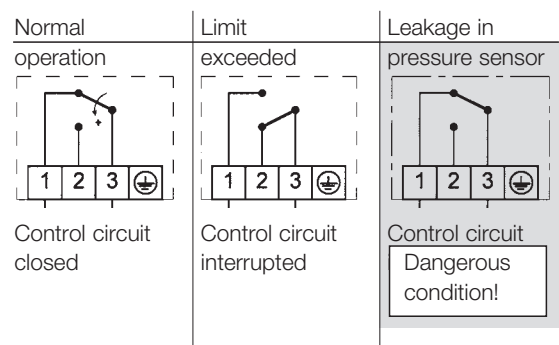 Normal
operation
1 2 3
Control circuit
closed
Limit
exceeded
1 2 3
Control circuit
interrupted
Leakage in
pressure sensor
1 2 3
Control circuit
Dangerous
condition!